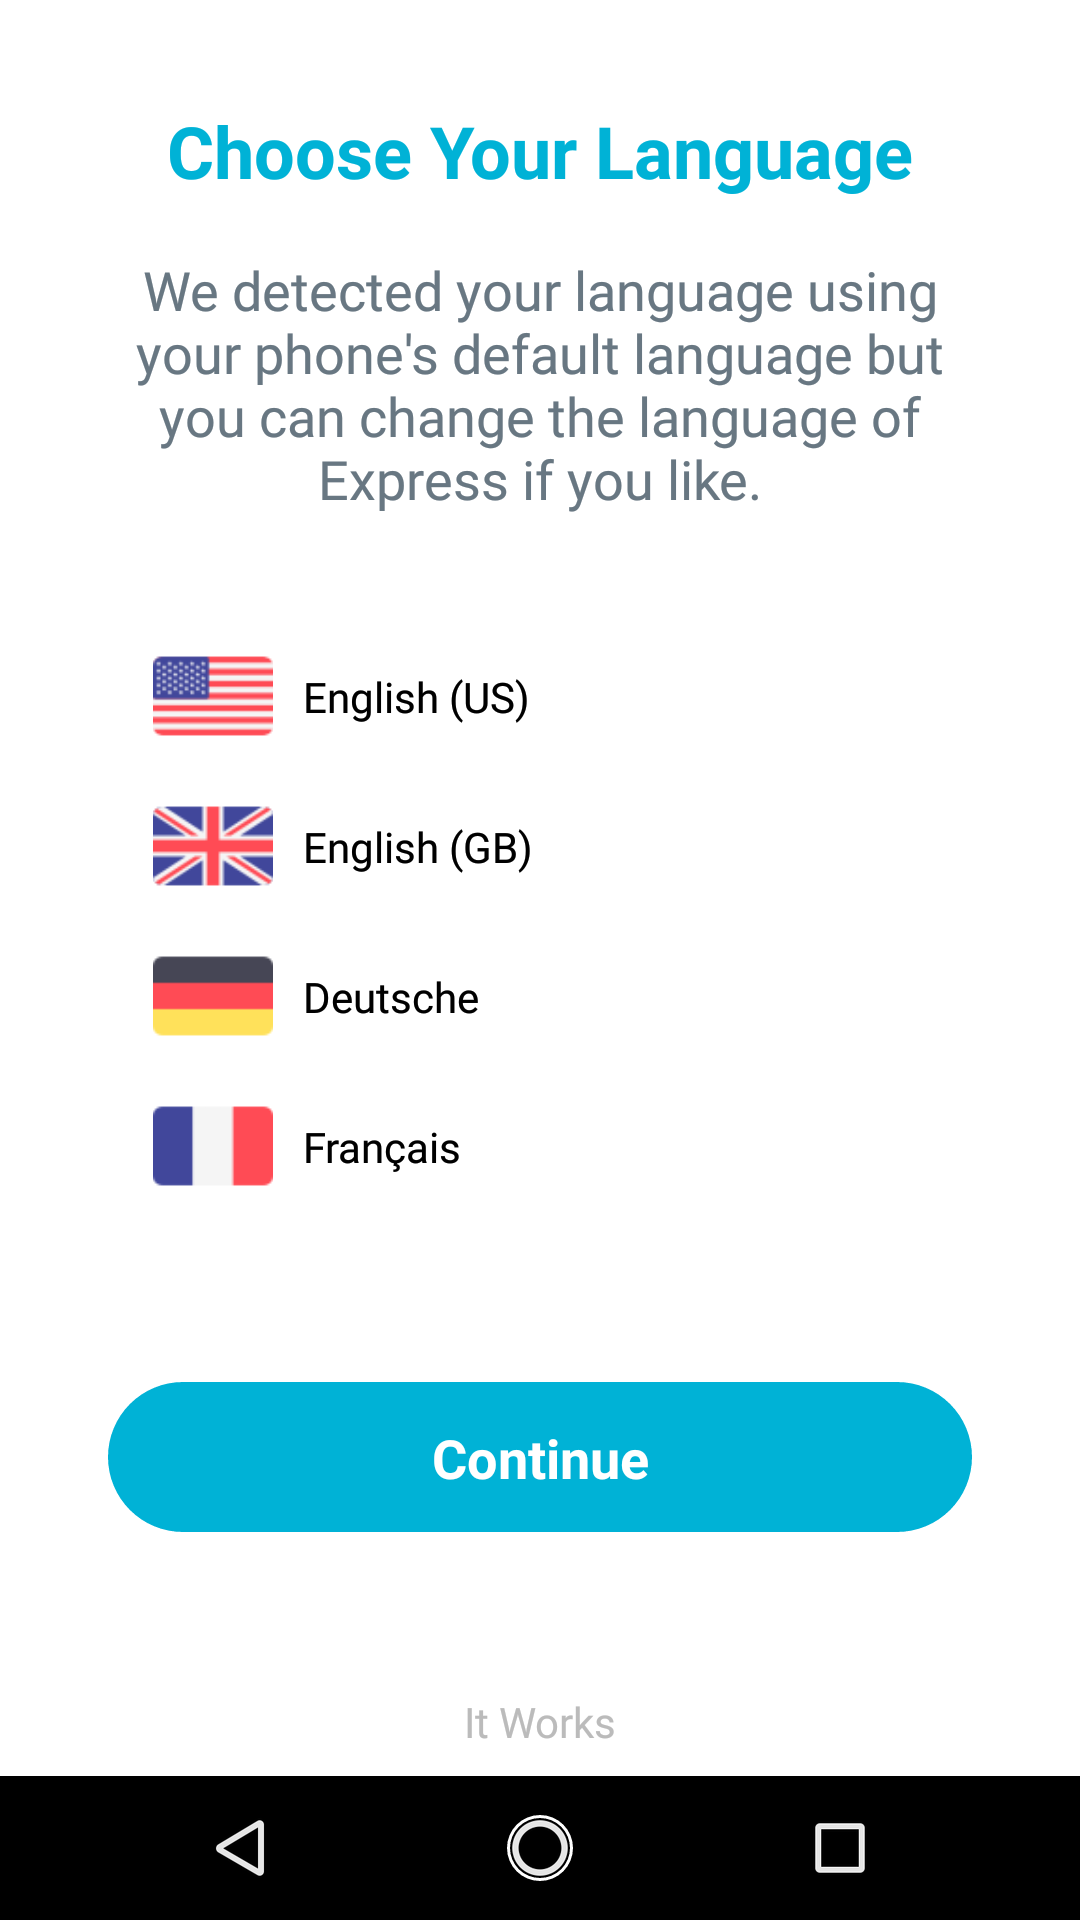 Choose Your Language
We detected your language using
your phone's default language but
you can change the language of
Express if you like.
English (US)
English (GB)
Deutsche
Français
Continue
It Works